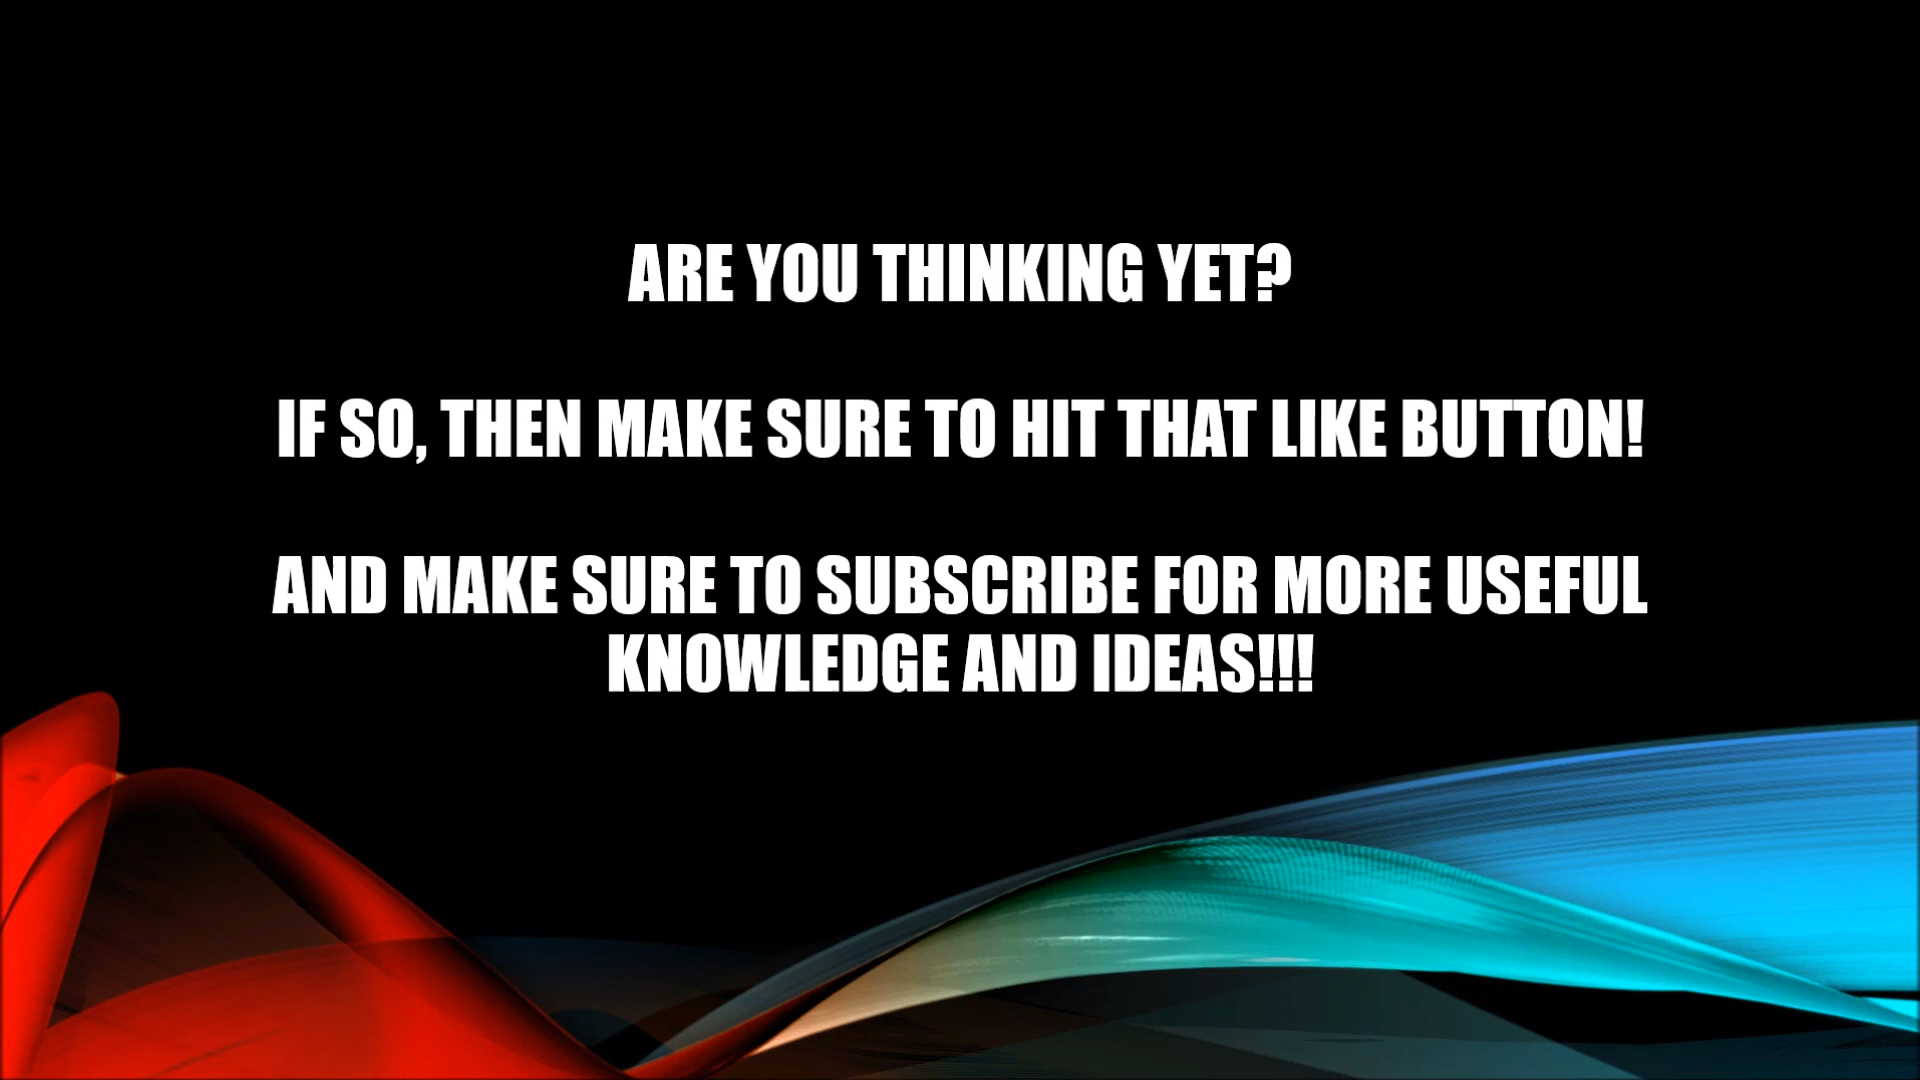 ARE YOU THINKING YET?
IF SO, THEN MAKE SURE TO HIT THAT LIKE BUTTON!
AND MAKE SURE TO SUBSCRIBE FOR MORE USEFUL
KNOWLEDGE AND IDEAS!!!